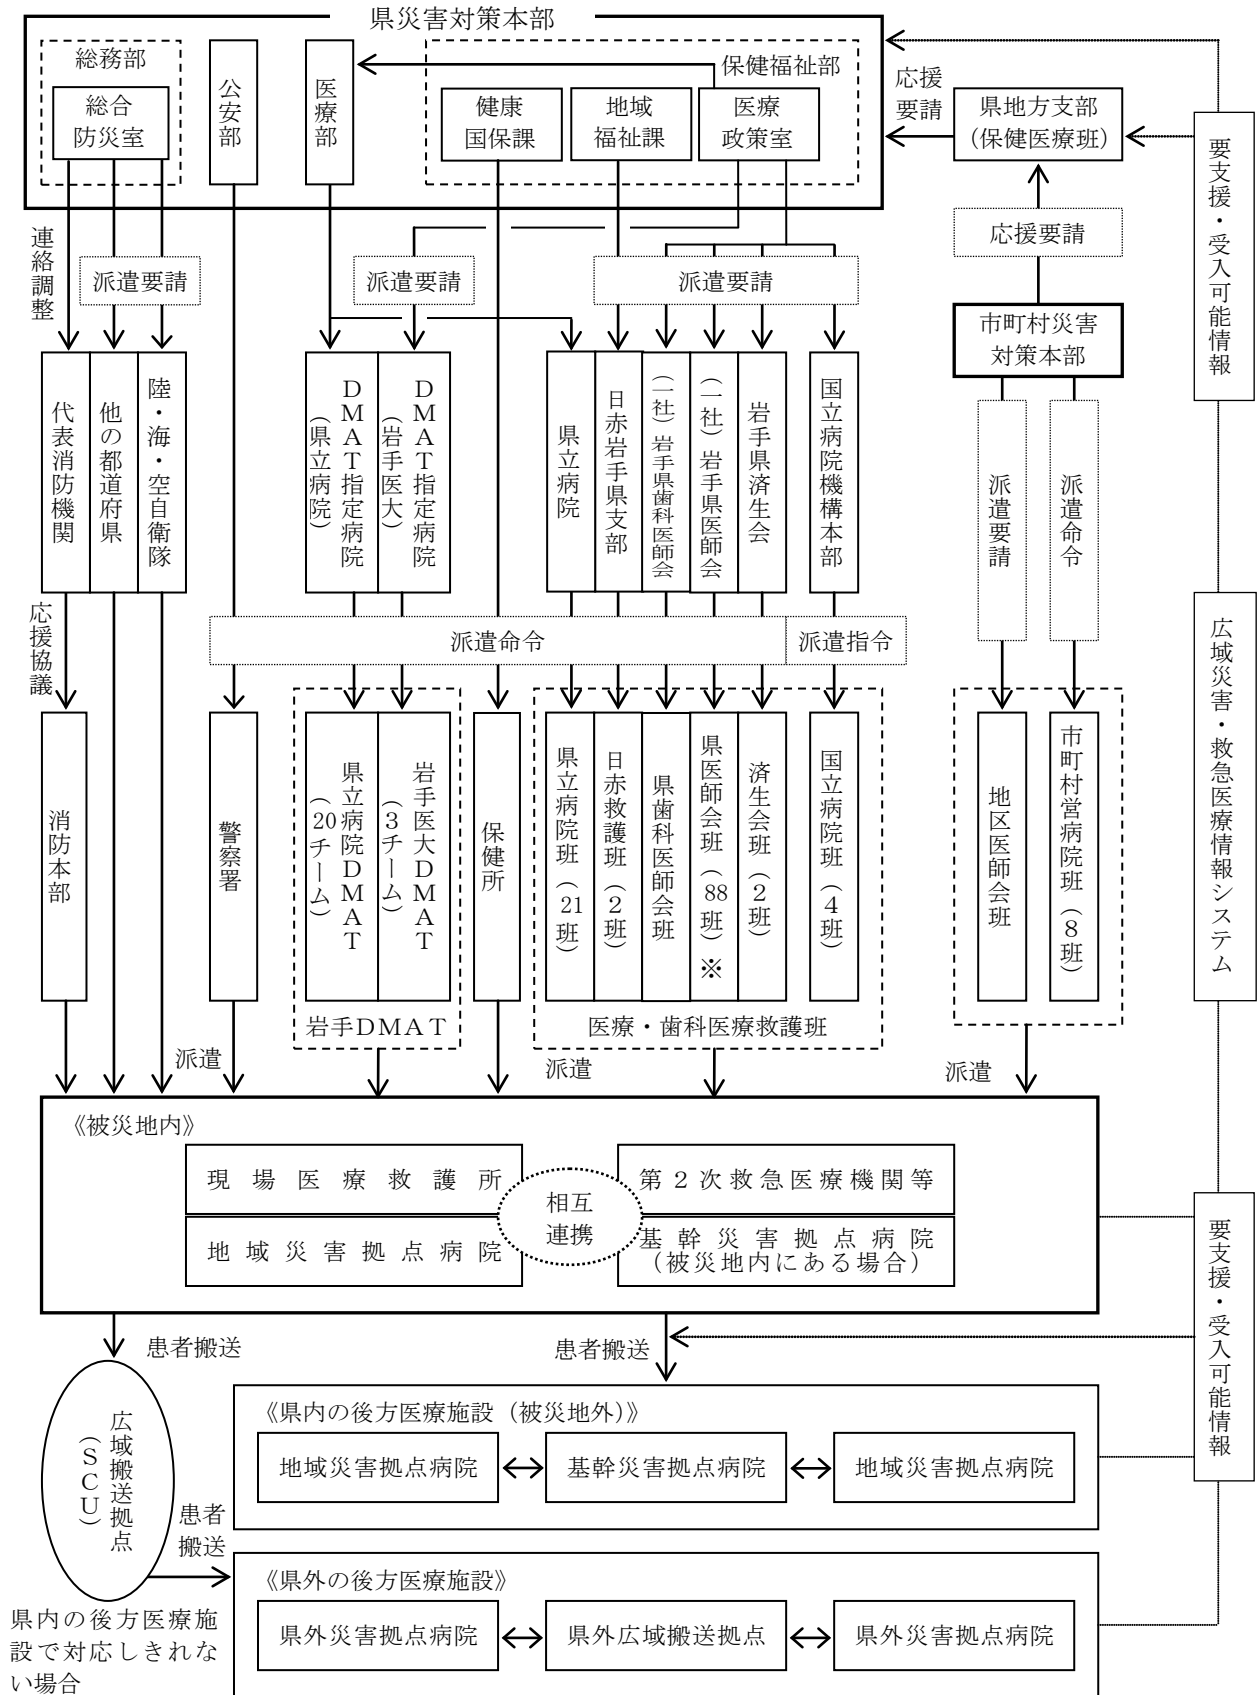 県災害対策本部
総務部
総合
防災室
公安部
医療部
保健福祉部
健康
国保課
地域
福祉課
医療
政策室
応援
要請
県地方支部
（保健医療班）
要支援・受入可能情報
連絡調整
派遣要請
派遣要請
派遣要請
応援要請
市町村災害
対策本部
代表消防機関
他の都道府県
陸・海・空自衛隊
ＤＭＡＴ指定病院
（県立病院）
ＤＭＡＴ指定病院
（岩手医大）
県立病院
日赤岩手県支部
（一社）岩手県歯科医師会
（一社）岩手県医師会
岩手県済生会
国立病院機構本部
派遣要請
派遣命令
応援協議
派遣命令
派遣指令
広域災害・救急医療情報システム
消防本部
警察署
県立病院ＤＭＡＴ
（20チーム）
岩手医大ＤＭＡＴ
（３チーム）
岩手ＤＭＡＴ
保健所
県立病院班（21班）
日赤救護班（２班）
県歯科医師会班
県医師会班（88班）※
済生会班（２班）
国立病院班（４班）
医療・歯科医療救護班
地区医師会班
市町村営病院班（８班）
派遣
派遣
派遣
《被災地内》
現場医療救護所
第２次救急医療機関等
相互
連携
地域災害拠点病院
基幹災害拠点病院
（被災地内にある場合）
要支援・受入可能情報
患者搬送
患者搬送
広域搬送拠点
（ＳＣＵ）
《県内の後方医療施設（被災地外）》
地域災害拠点病院
基幹災害拠点病院
地域災害拠点病院
患者
搬送
《県外の後方医療施設》
県外災害拠点病院
県外広域搬送拠点
県外災害拠点病院
県内の後方医療施
設で対応しきれな
い場合